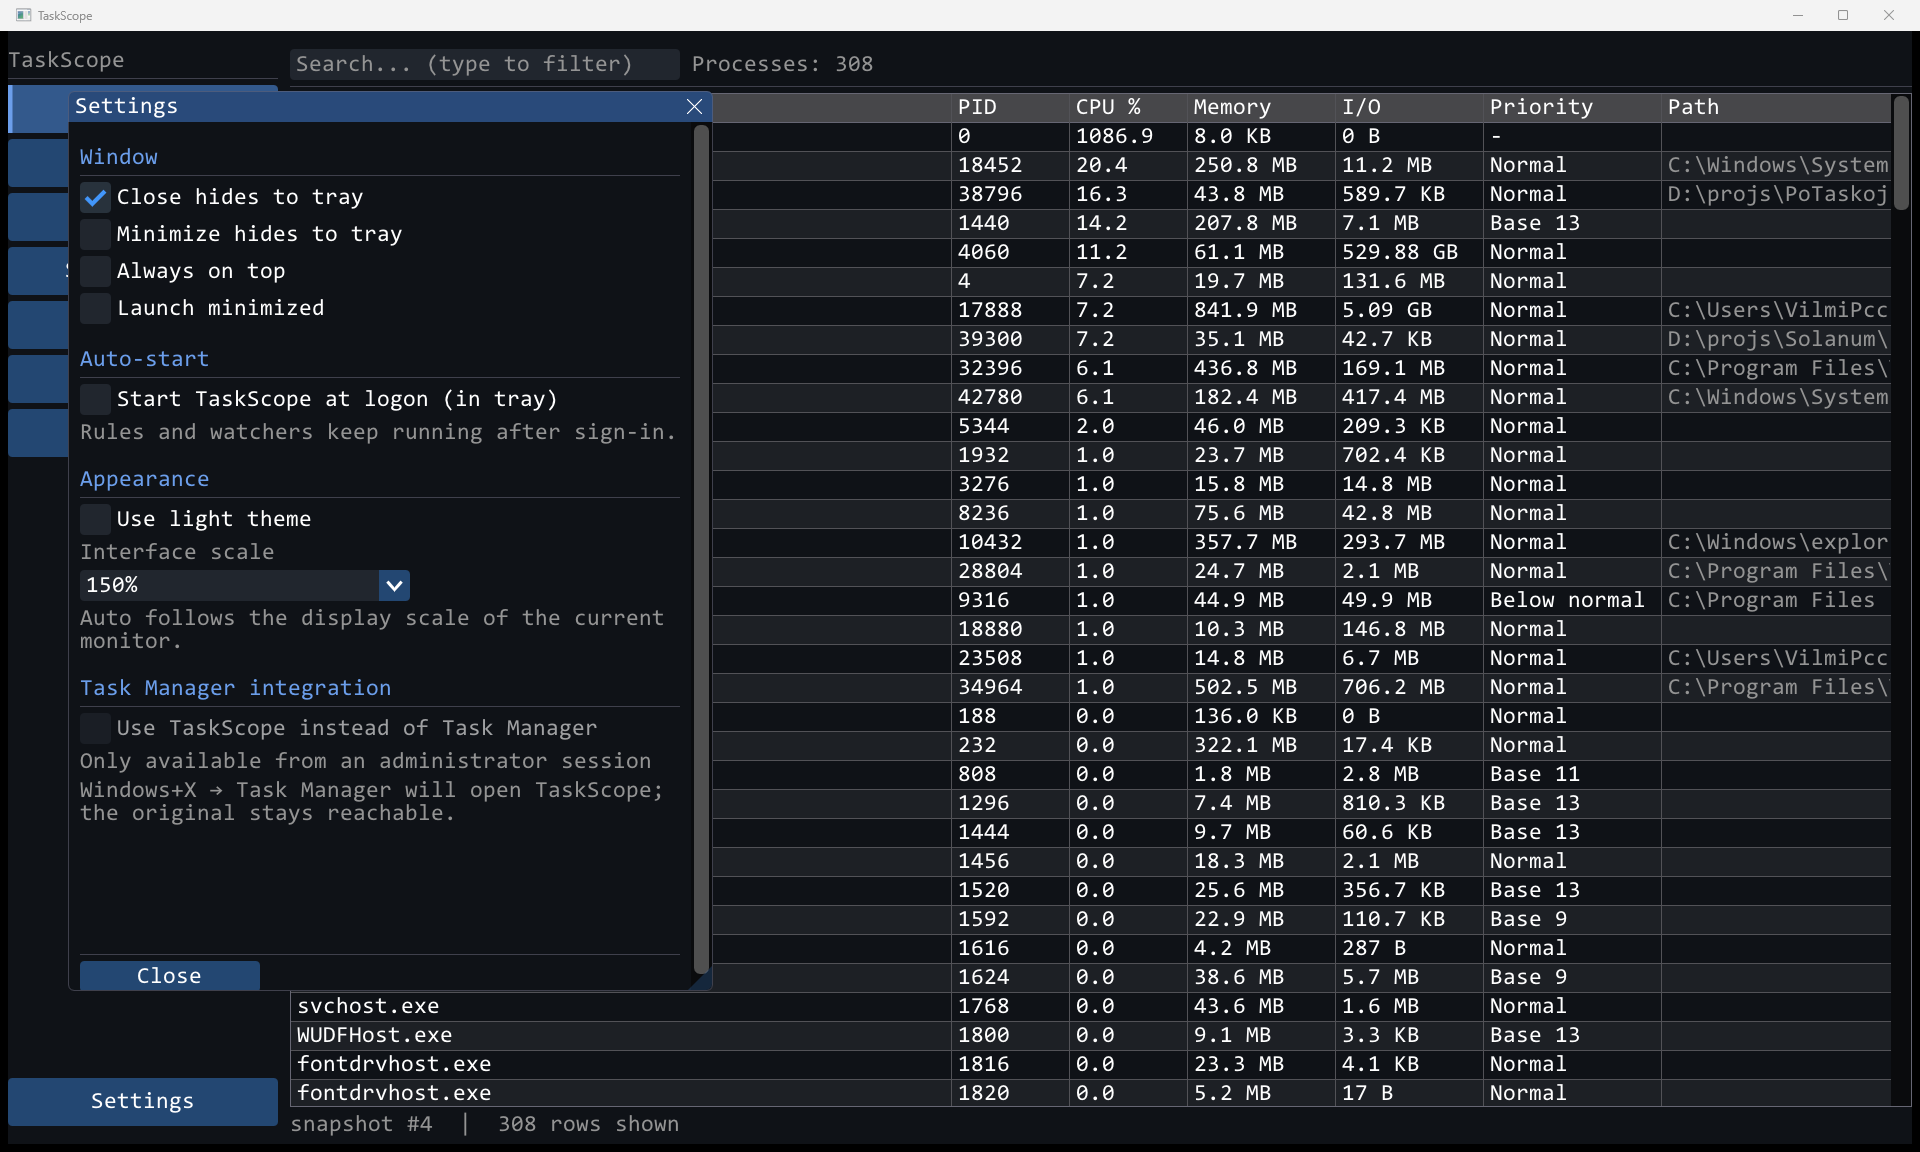 TaskScope
TaskScope
Search... (type to filter) Processes: 308
Settings
Window
Close hides to tray
Minimize hides to tray
Always on top
Launch minimized
Auto-start
Start TaskScope at logon (in tray)
Rules and watchers keep running after sign-in.
Appearance
Use light theme
Interface scale
150%
Auto follows the display scale of the current
monitor.
Task Manager integration
Use TaskScope instead of Task Manager
Only available from an administrator session
Windows+X → Task Manager will open TaskScope;
the original stays reachable.
Close
PID CPU % Memory I/O Priority Path
0 1086.9 8.0 KB 0 B -
18452 20.4 250.8 MB 11.2 MB Normal C:\Windows\System
38796 16.3 43.8 MB 589.7 KB Normal D:\projs\PoTaskoj
1440 14.2 207.8 MB 7.1 MB Base 13
4060 11.2 61.1 MB 529.88 GB Normal
4 7.2 19.7 MB 131.6 MB Normal
17888 7.2 841.9 MB 5.09 GB Normal C:\Users\VilmiPcc
39300 7.2 35.1 MB 42.7 KB Normal D:\projs\Solanum\
32396 6.1 436.8 MB 169.1 MB Normal C:\Program Files\
42780 6.1 182.4 MB 417.4 MB Normal C:\Windows\System
5344 2.0 46.0 MB 209.3 KB Normal
1932 1.0 23.7 MB 702.4 KB Normal
3276 1.0 15.8 MB 14.8 MB Normal
8236 1.0 75.6 MB 42.8 MB Normal
10432 1.0 357.7 MB 293.7 MB Normal C:\Windows\explor
28804 1.0 24.7 MB 2.1 MB Normal C:\Program Files\
9316 1.0 44.9 MB 49.9 MB Below normal C:\Program Files
18880 1.0 10.3 MB 146.8 MB Normal
23508 1.0 14.8 MB 6.7 MB Normal C:\Users\VilmiPcc
34964 1.0 502.5 MB 706.2 MB Normal C:\Program Files\
188 0.0 136.0 KB 0 B Normal
232 0.0 322.1 MB 17.4 KB Normal
808 0.0 1.8 MB 2.8 MB Base 11
1296 0.0 7.4 MB 810.3 KB Base 13
1444 0.0 9.7 MB 60.6 KB Base 13
1456 0.0 18.3 MB 2.1 MB Normal
1520 0.0 25.6 MB 356.7 KB Base 13
1592 0.0 22.9 MB 110.7 KB Base 9
1616 0.0 4.2 MB 287 B Normal
1624 0.0 38.6 MB 5.7 MB Base 9
svchost.exe 1768 0.0 43.6 MB 1.6 MB Normal
WUDFHost.exe 1800 0.0 9.1 MB 3.3 KB Base 13
fontdrvhost.exe 1816 0.0 23.3 MB 4.1 KB Normal
fontdrvhost.exe 1820 0.0 5.2 MB 17 B Normal
Settings
snapshot #4 | 308 rows shown